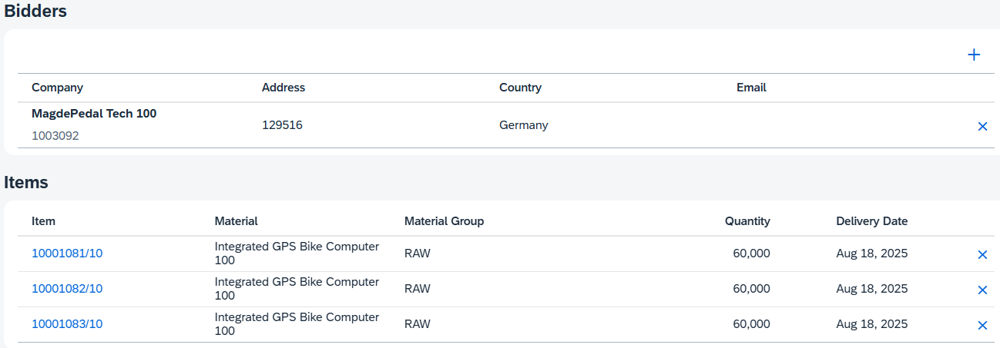 Bidders
Company Address Country Email
MagdePedal Tech 100
1003092
129516
Germany
Items
Item Material Material Group Quantity Delivery Date
10001081/10 Integrated GPS Bike Computer 100 RAW 60,000 Aug 18, 2025
10001082/10 Integrated GPS Bike Computer 100 RAW 60,000 Aug 18, 2025
10001083/10 Integrated GPS Bike Computer 100 RAW 60,000 Aug 18, 2025